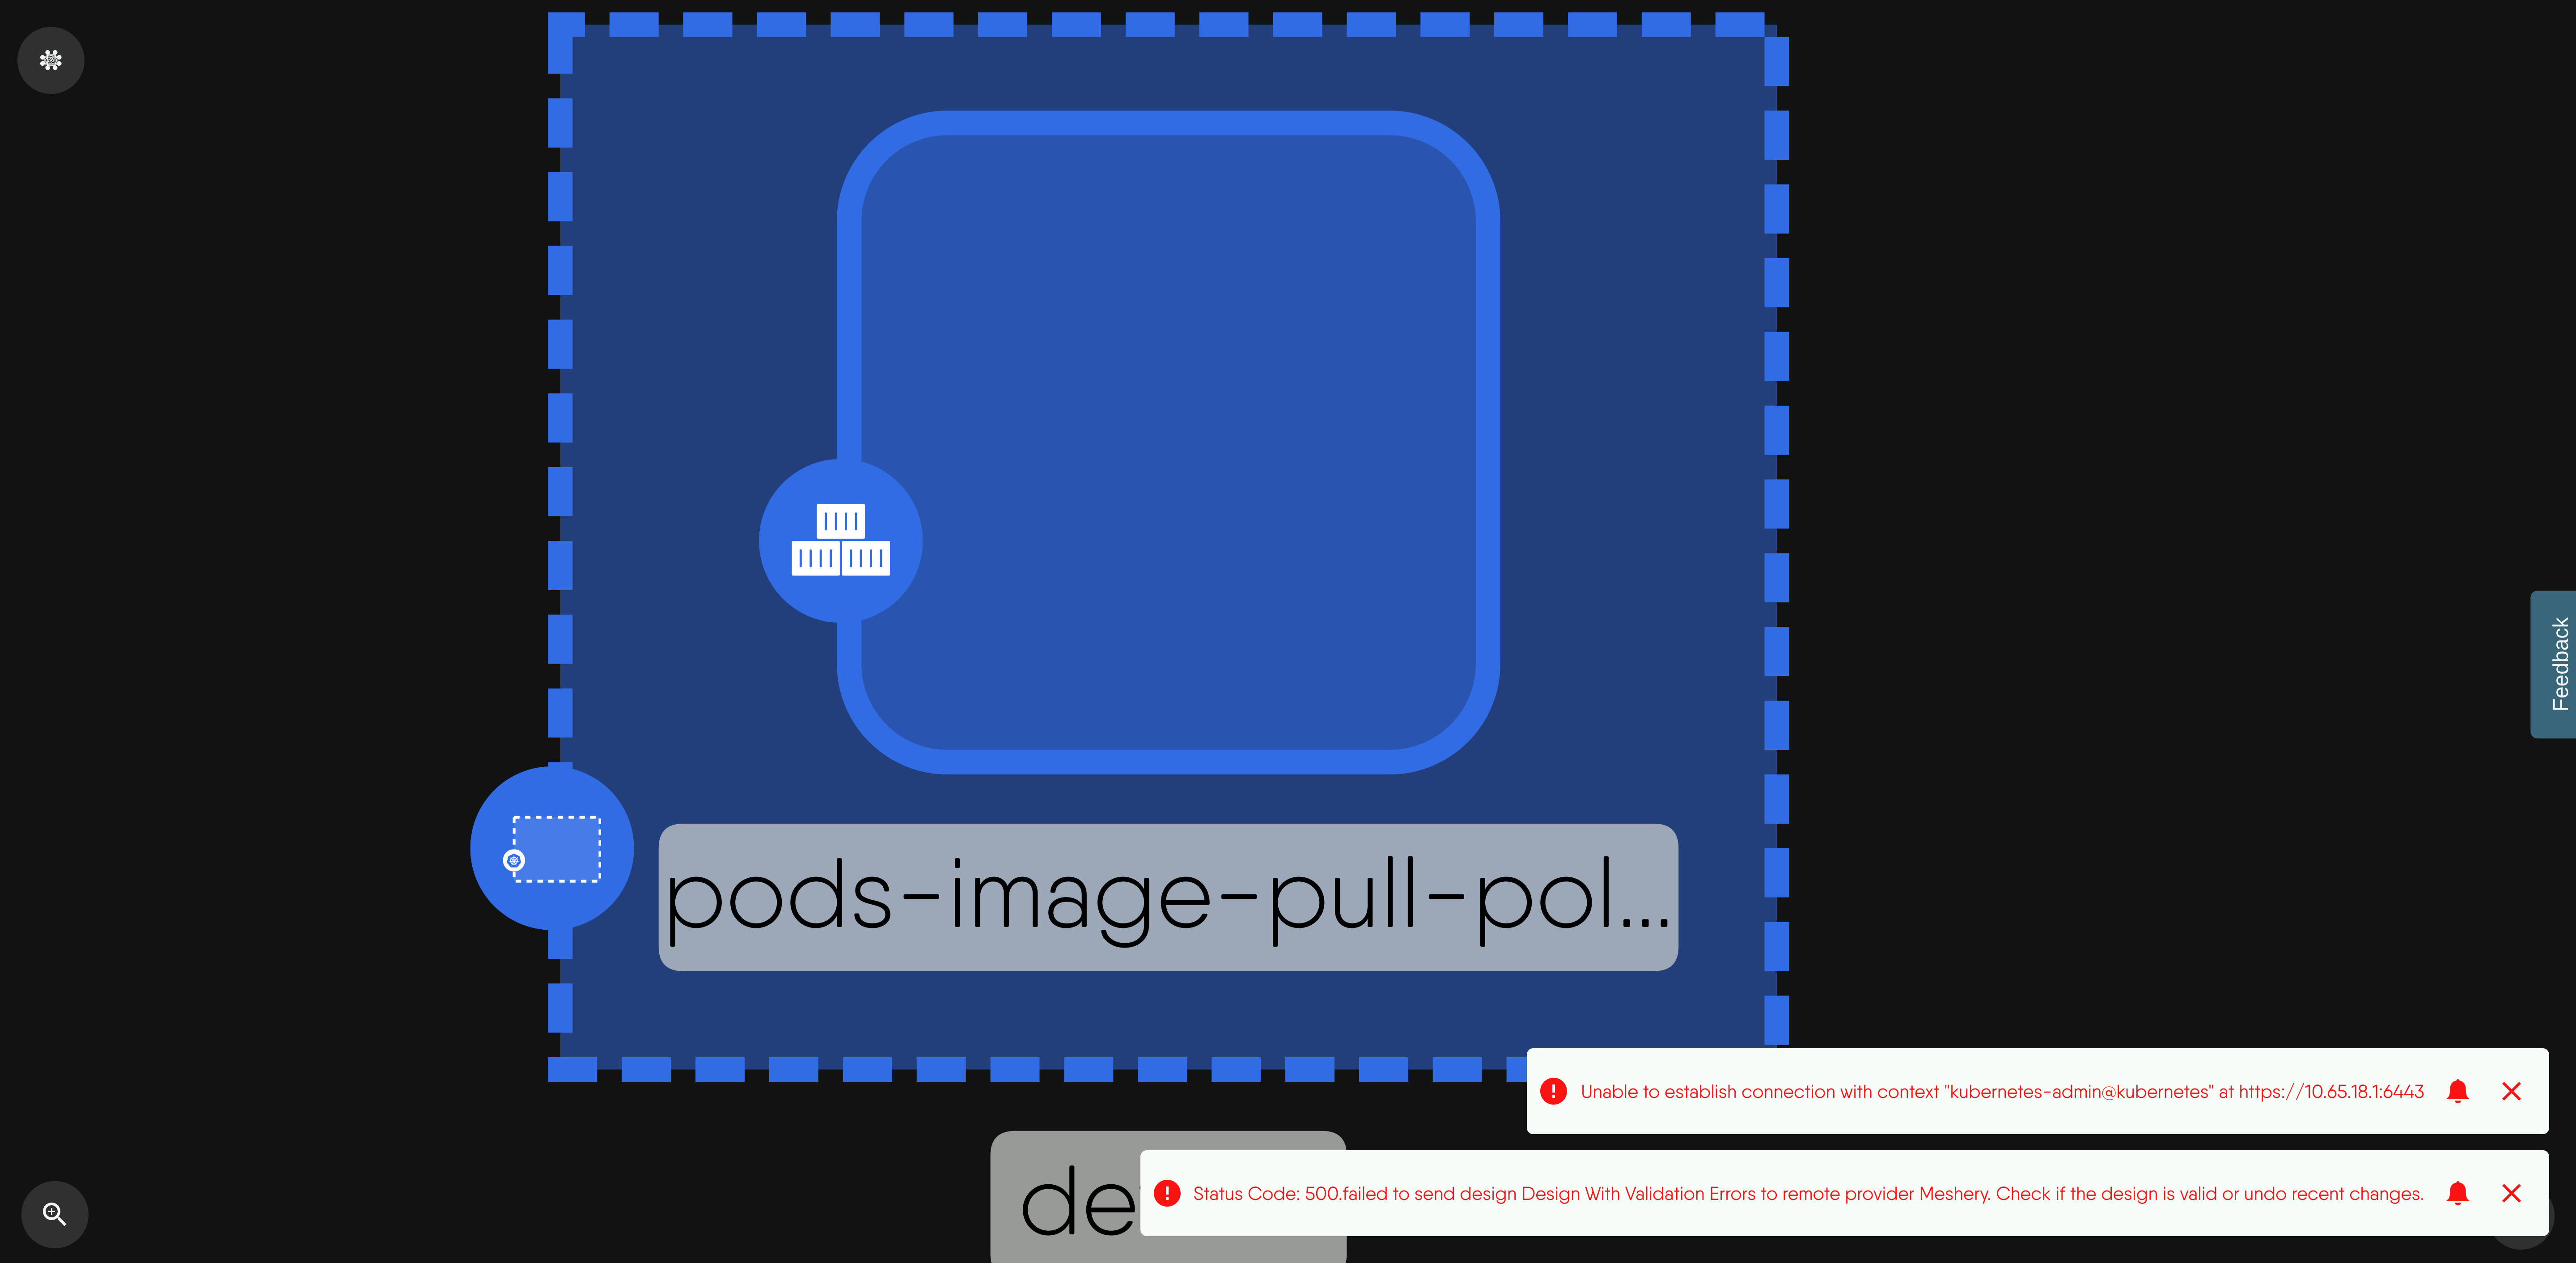 pods-image-pull-pol...
Feedback
Unable to establish connection with context "kubernetes-admin@kubernetes" at https://10.65.18.1:6443
Status Code: 500.failed to send design Design With Validation Errors to remote provider Meshery. Check if the design is valid or undo recent changes.